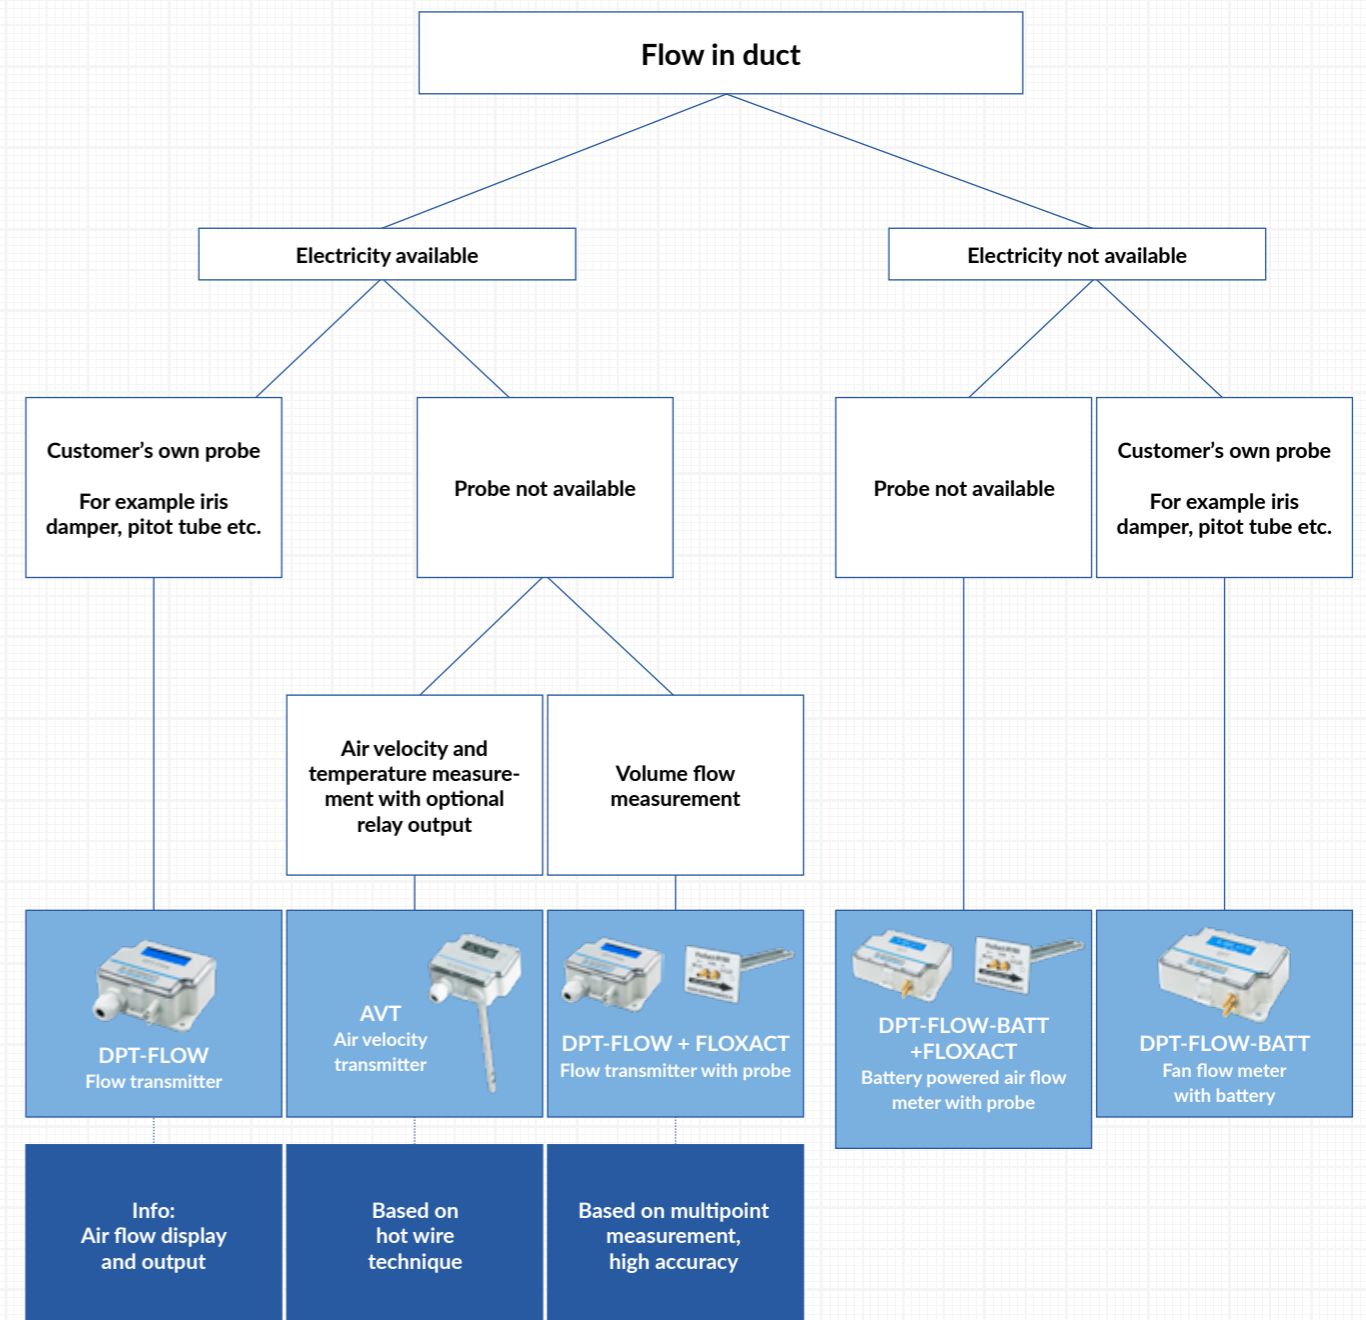 Flow in duct
Electricity available
Electricity not available
Customer’s own probe
For example iris
damper, pitot tube etc.
Probe not available
Probe not available
Customer’s own probe
For example iris
damper, pitot tube etc.
Air velocity and
temperature measure-
ment with optional
relay output
Volume flow
measurement
DPT-FLOW
Flow transmitter
AVT
Air velocity
transmitter
DPT-FLOW + FLOXACT
Flow transmitter with probe
DPT-FLOW-BATT
+FLOXACT
Battery powered air flow
meter with probe
DPT-FLOW-BATT
Fan flow meter
with battery
Info:
Air flow display
and output
Based on
hot wire
technique
Based on multipoint
measurement,
high accuracy